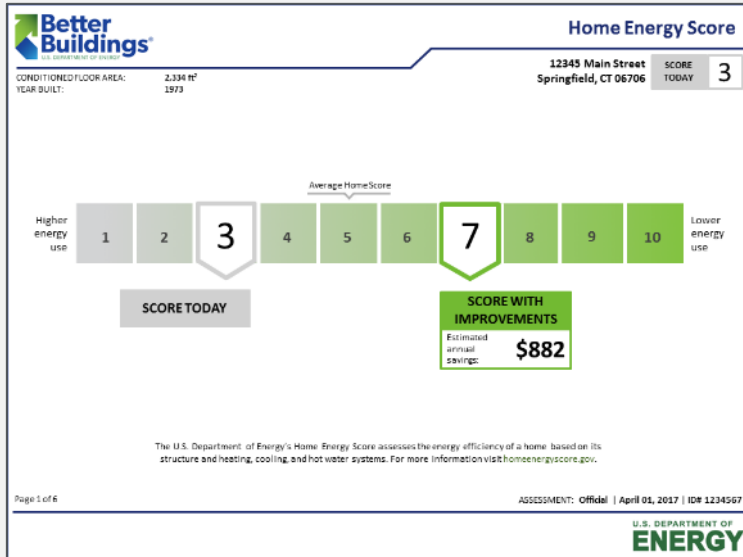 Better
Buildings®
U.S. DEPARTMENT OF ENERGY
Home Energy Score
CONDITIONED FLOOR AREA: 2,334 ft²
YEAR BUILT: 1973
12345 Main Street
Springfield, CT 06706
SCORE
TODAY
3
Average Home Score
Higher
energy
use
1 2 3 4 5 6 7 8 9 10
Lower
energy
use
SCORE TODAY
SCORE WITH
IMPROVEMENTS
Estimated
annual
savings:
$882
The U.S. Department of Energy's Home Energy Score assesses the energy efficiency of a home based on its
structure and heating, cooling, and hot water systems. For more information visit homeenergyscore.gov.
Page 1 of 6
ASSESSMENT: Official | April 01, 2017 | ID# 1234567
U.S. DEPARTMENT OF
ENERGY